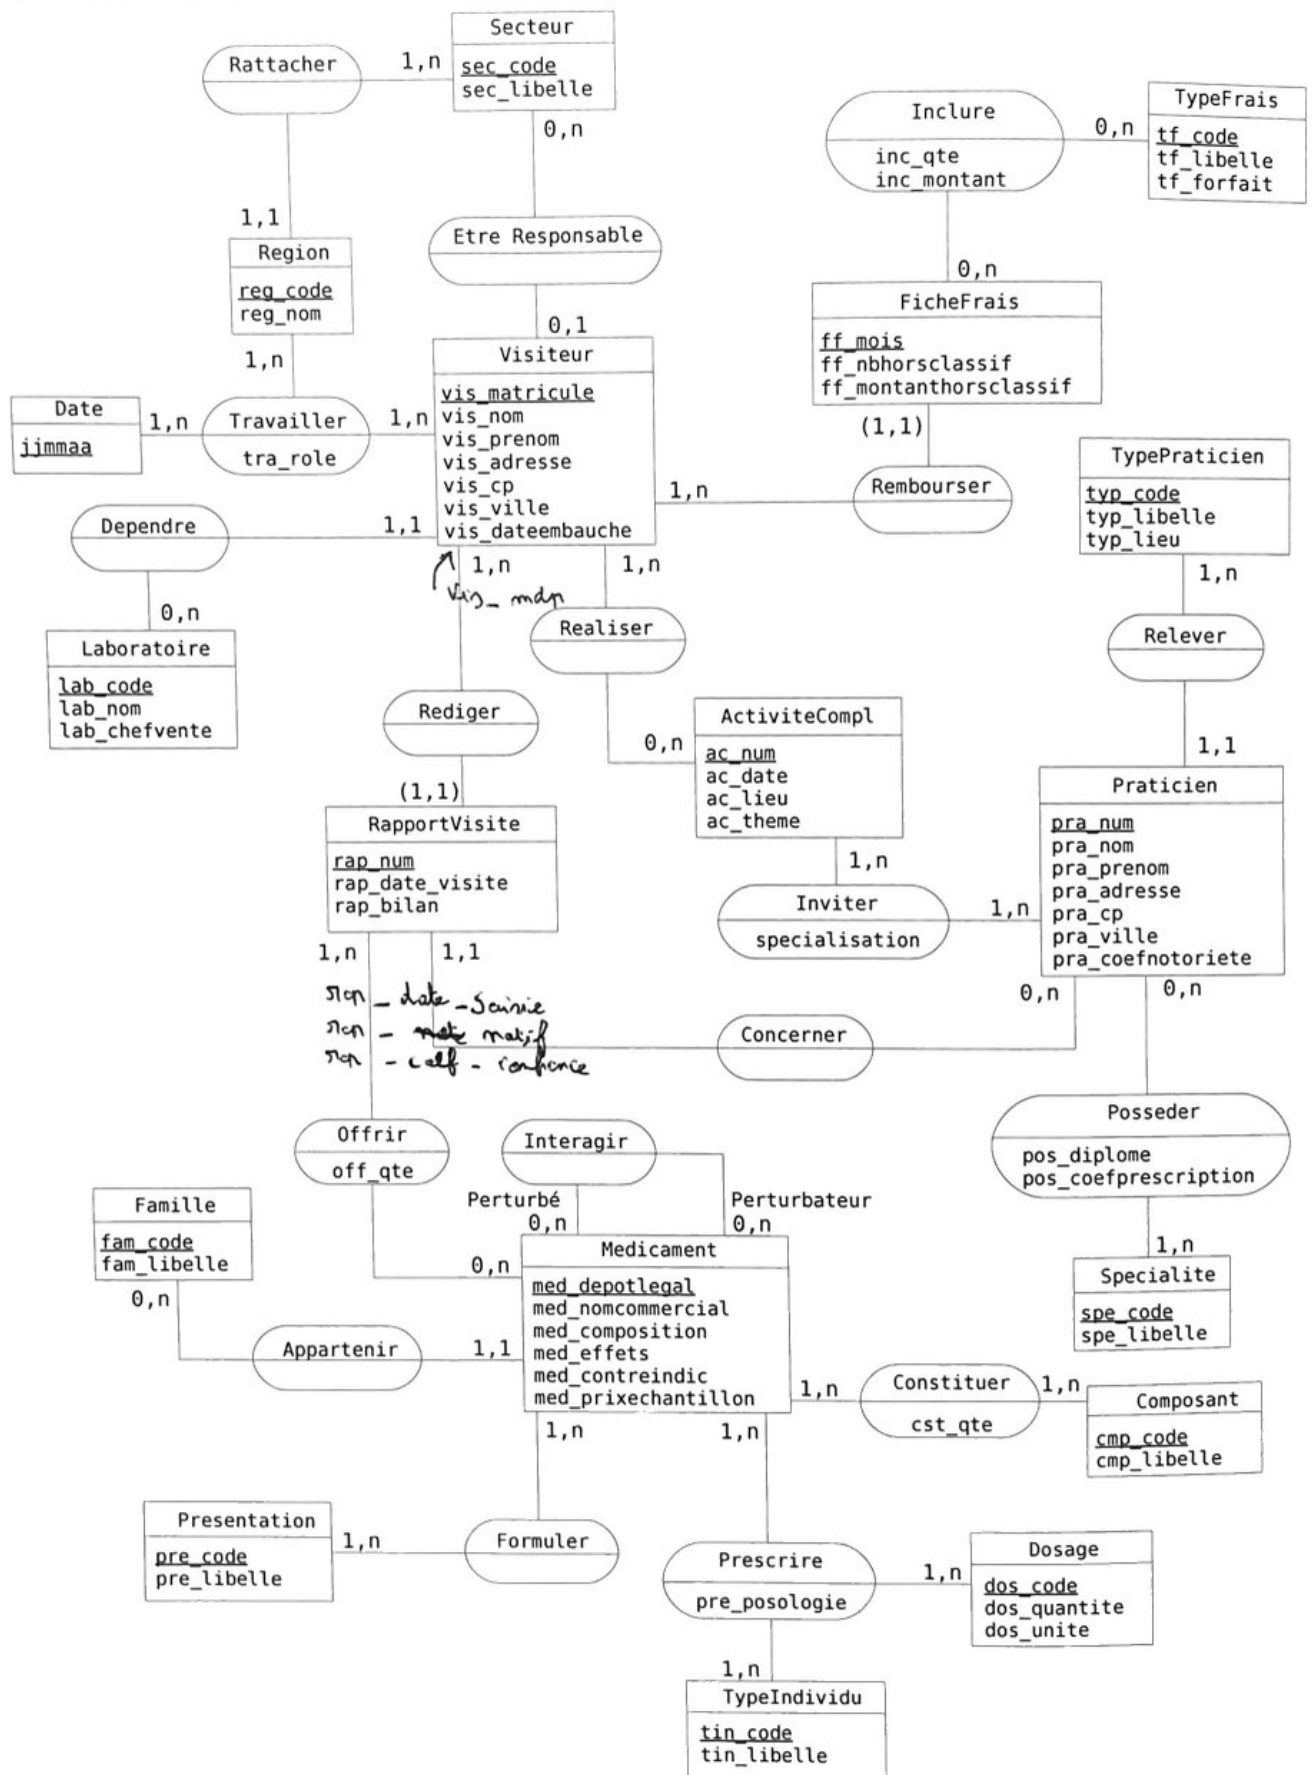 Secteur
sec_code
sec_libelle
Rattacher
1,n
0,n
1,1
Region
reg_code
reg_nom
1,n
Etre Responsable
0,1
Inclure
inc_qte
inc_montant
0,n
TypeFrais
tf_code
tf_libelle
tf_forfait
0,n
FicheFrais
ff_mois
ff_nbhorsclassif
ff_montanthorsclassif
(1,1)
Rembourser
1,n
Visiteur
vis_matricule
vis_nom
vis_prenom
vis_adresse
vis_cp
vis_ville
vis_dateembauche
vis_mdp
Date
jjmmaa
1,n
Travailler
tra_role
1,n
Dependre
1,1
0,n
Laboratoire
lab_code
lab_nom
lab_chefvente
1,n
Rediger
(1,1)
1,n
Realiser
0,n
ActiviteCompl
ac_num
ac_date
ac_lieu
ac_theme
1,n
Inviter
specialisation
1,n
TypePraticien
typ_code
typ_libelle
typ_lieu
1,n
Relever
1,1
Praticien
pra_num
pra_nom
pra_prenom
pra_adresse
pra_cp
pra_ville
pra_coefnotoriete
0,n
0,n
RapportVisite
rap_num
rap_date_visite
rap_bilan
1,n
1,1
rap_date_saisie
rap_motif
rap_coef_confiance
Concerner
Posseder
pos_diplome
pos_coefprescription
1,n
Specialite
spe_code
spe_libelle
Offrir
off_qte
0,n
Interagir
Perturbé
0,n
Perturbateur
0,n
Famille
fam_code
fam_libelle
0,n
Appartenir
1,1
Medicament
med_depotlegal
med_nomcommercial
med_composition
med_effets
med_contreindic
med_prixechantillon
1,n
Constituer
cst_qte
1,n
Composant
cmp_code
cmp_libelle
1,n
1,n
Presentation
pre_code
pre_libelle
1,n
Formuler
Prescrire
pre_posologie
1,n
Dosage
dos_code
dos_quantite
dos_unite
1,n
TypeIndividu
tin_code
tin_libelle